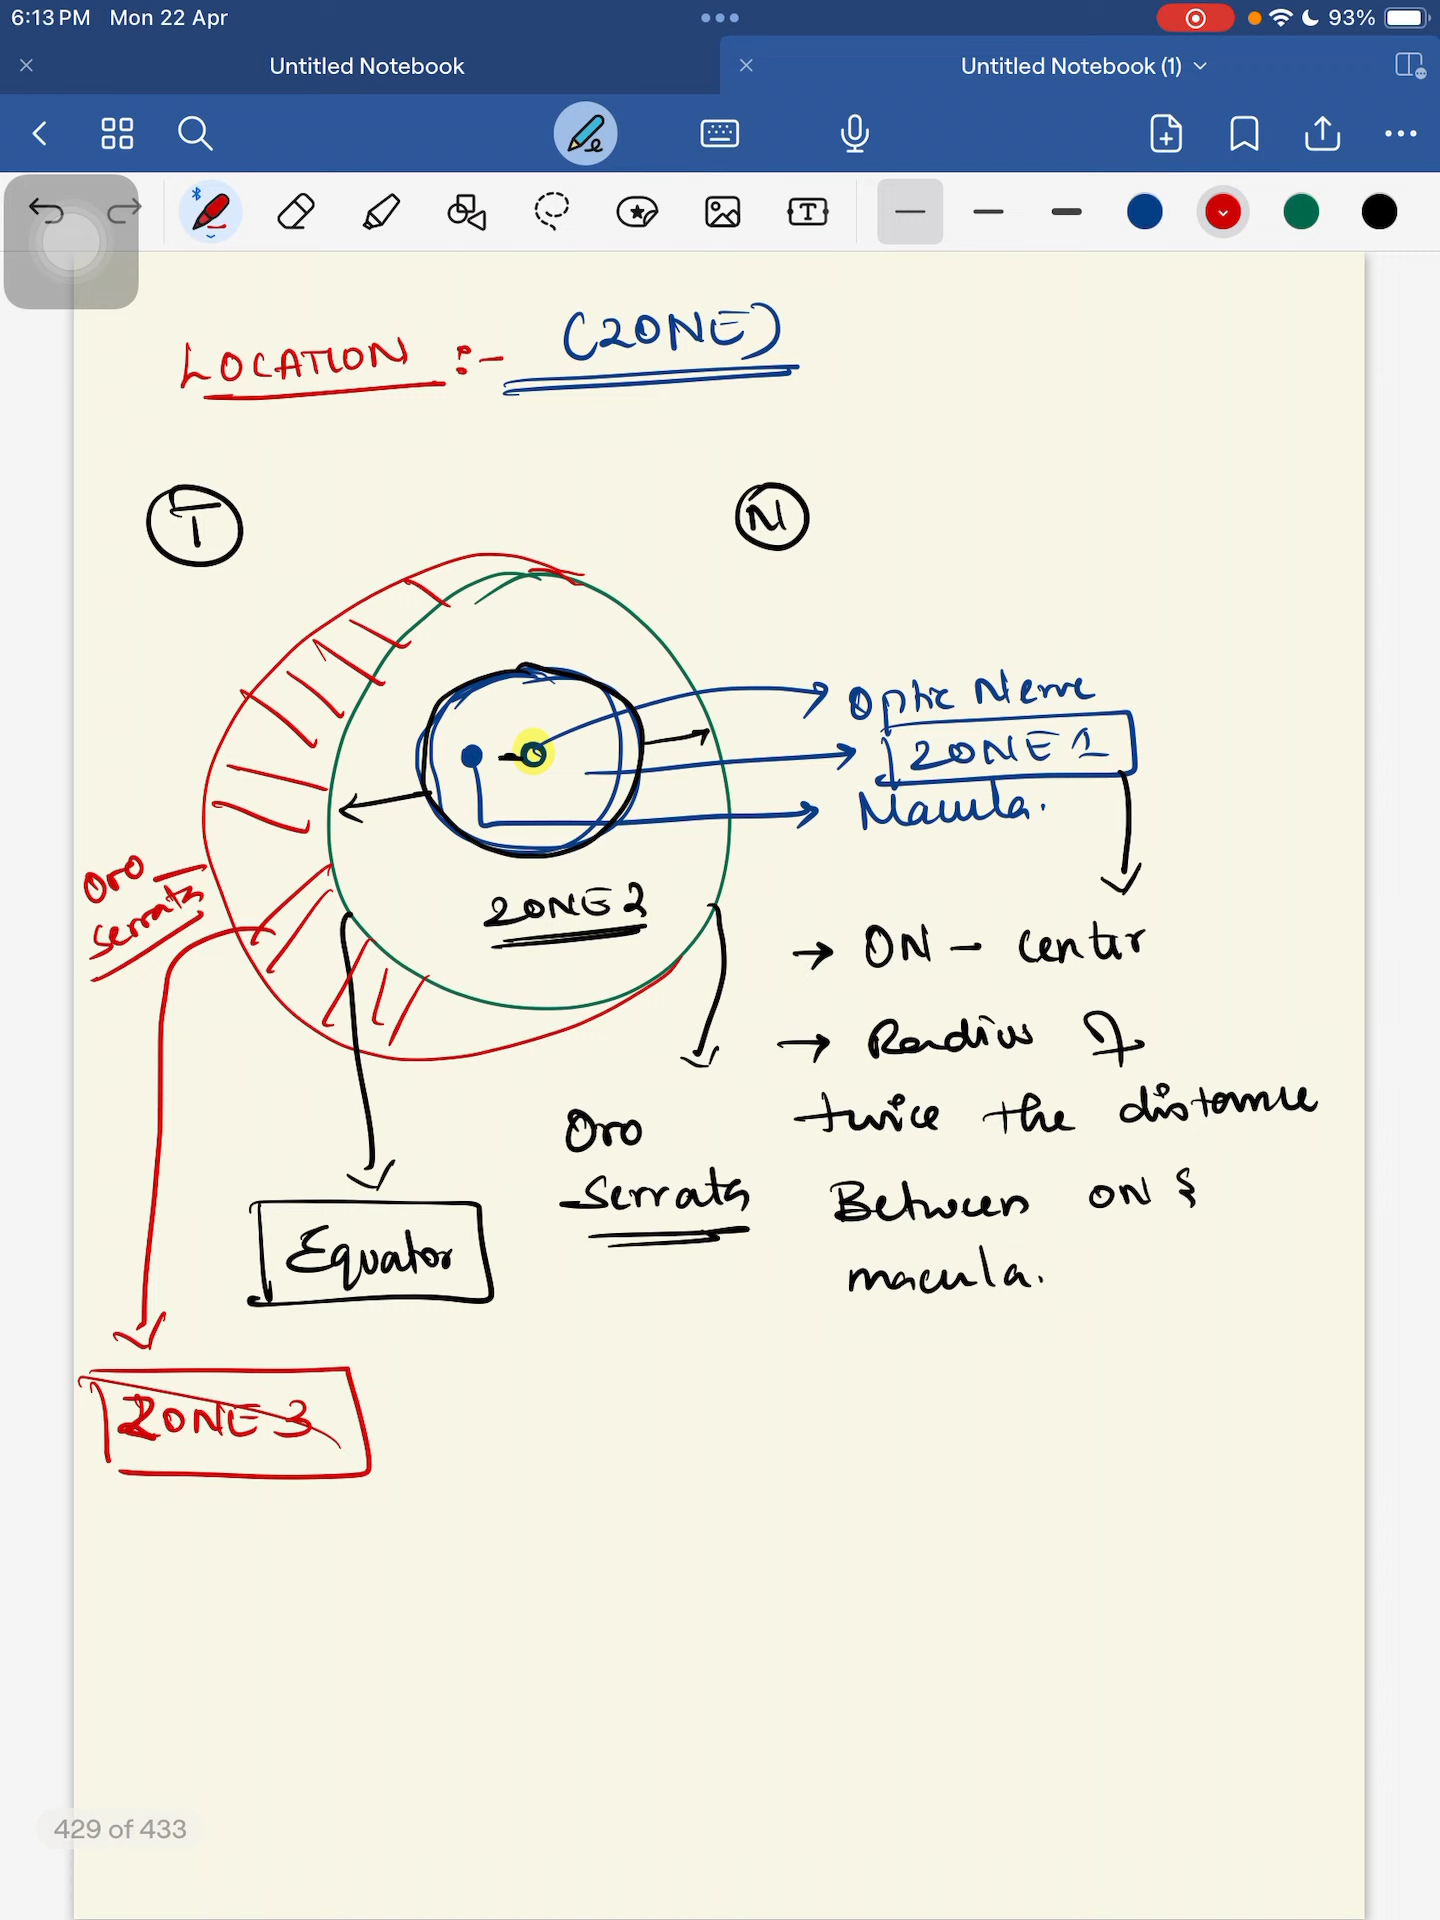 6:13 PM Mon 22 Apr
93%
Untitled Notebook
Untitled Notebook (1)
LOCATION :- (ZONE)
T
N
Optic Nerve
ZONE 1
Macula.
Oro
serrata
ZONE 2
→ ON - center
→ Radius of
twice the distance
Between ON &
macula.
Oro
Serrata
Equator
ZONE 3
429 of 433